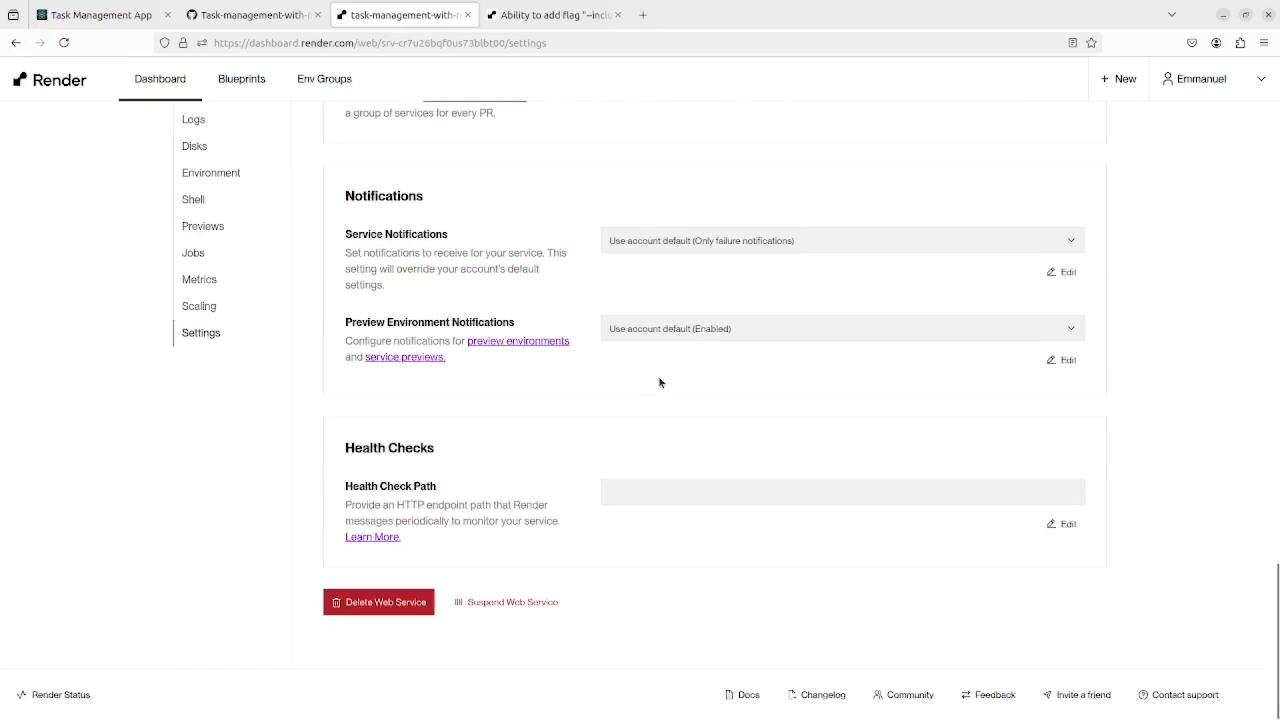 Task Management App
Task-management-with-r
task-management-with-r
Ability to add flag "--inclu
https://dashboard.render.com/web/srv-cr7u26bqf0us73blbt00/settings
Render
Dashboard
Blueprints
Env Groups
+ New
Emmanuel
a group of services for every PR.
Logs
Disks
Environment
Shell
Previews
Jobs
Metrics
Scaling
Settings
Notifications
Service Notifications
Set notifications to receive for your service. This
setting will override your account's default
settings.
Use account default (Only failure notifications)
Edit
Preview Environment Notifications
Configure notifications for preview environments
and service previews.
Use account default (Enabled)
Edit
Health Checks
Health Check Path
Provide an HTTP endpoint path that Render
messages periodically to monitor your service.
Learn More.
Edit
Delete Web Service
Suspend Web Service
Render Status
Docs
Changelog
Community
Feedback
Invite a friend
Contact support